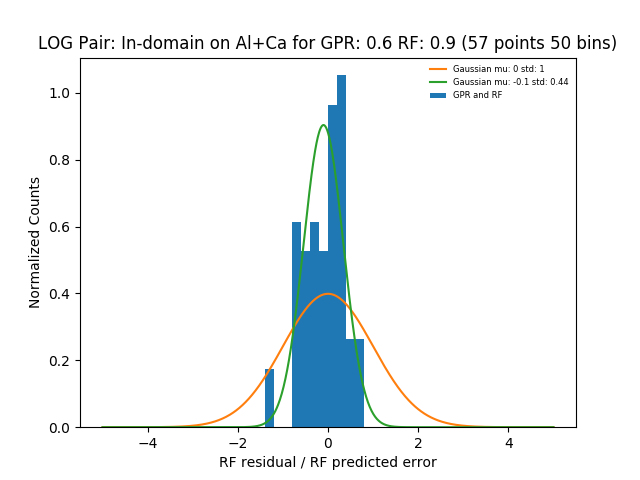 LOG Pair: In-domain on Al+Ca for GPR: 0.6 RF: 0.9 (57 points 50 bins)
Gaussian mu: 0 std: 1
Gaussian mu: -0.1 std: 0.44
GPR and RF
Normalized Counts
1.0
0.8
0.6
0.4
0.2
0.0
−4
−2
0
2
4
RF residual / RF predicted error